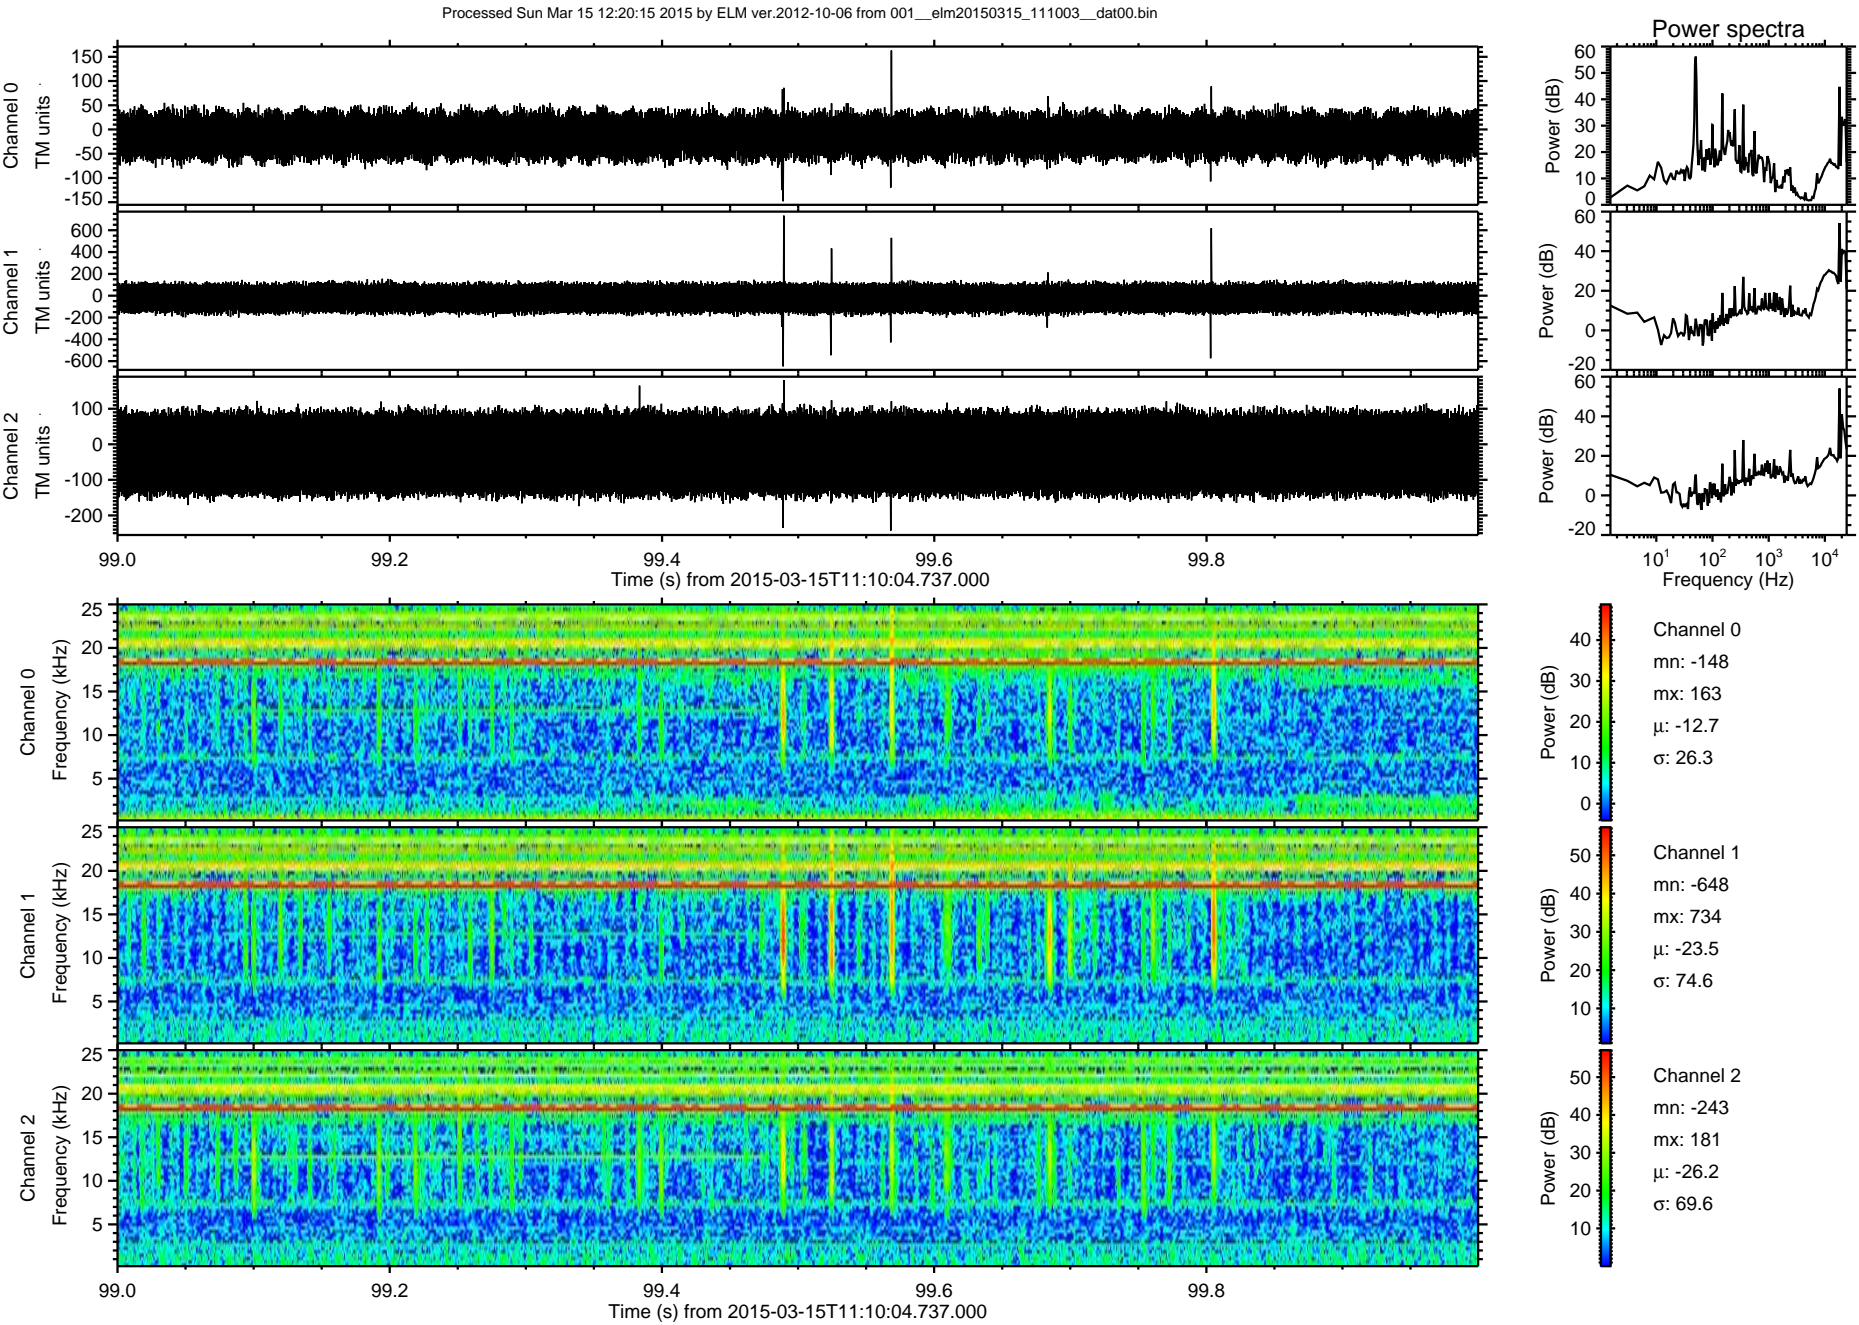 Processed Sun Mar 15 12:20:15 2015 by ELM ver.2012-10-06 from 001__elm20150315_111003__dat00.bin
Power spectra
Channel 0
TM units
150
100
50
0
-50
-100
-150
Power (dB)
60
50
40
30
20
10
0
Channel 1
TM units
600
400
200
0
-200
-400
-600
Power (dB)
60
40
20
0
-20
Channel 2
TM units
100
0
-100
-200
Power (dB)
60
40
20
0
-20
99.0 99.2 99.4 99.6 99.8
Time (s) from 2015-03-15T11:10:04.737.000
10¹ 10² 10³ 10⁴
Frequency (Hz)
Channel 0
Frequency (kHz)
25
20
15
10
5
Power (dB)
40
30
20
10
0
Channel 0
mn: -148
mx: 163
μ: -12.7
σ: 26.3
Channel 1
Frequency (kHz)
25
20
15
10
5
Power (dB)
50
40
30
20
10
Channel 1
mn: -648
mx: 734
μ: -23.5
σ: 74.6
Channel 2
Frequency (kHz)
25
20
15
10
5
Power (dB)
50
40
30
20
10
Channel 2
mn: -243
mx: 181
μ: -26.2
σ: 69.6
99.0 99.2 99.4 99.6 99.8
Time (s) from 2015-03-15T11:10:04.737.000